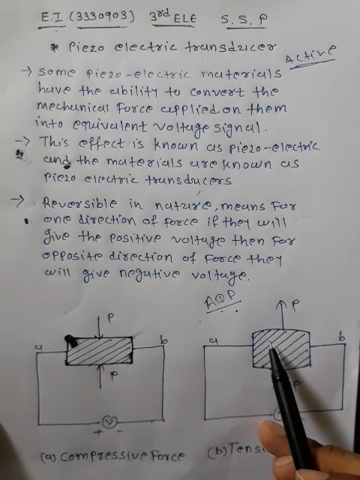 E.I (3330903) 3rd ELE S.S.P
* Piezo electric transducer
Active
→ Some Piezo-electric materials
have the ability to convert the
mechanical Force applied on them
into equivalent voltage signal.
→ This effect is known as piezo-electric
and the materials are known as
Piezo electric transducers
→ Reversible in nature, means For
one direction of Force if they will
give the positive voltage then For
opposite direction of Force they
will give negative voltage.
P
P
a b
P
P
a b
+ -
(a) Compressive Force (b) Tensi